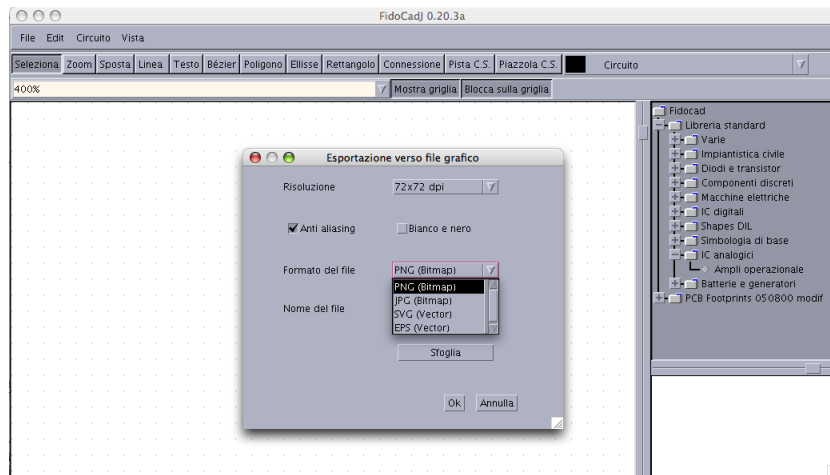 FidoCadJ 0.20.3a
File Edit Circuito Vista
Seleziona Zoom Sposta Linea Testo Bézier Poligono Ellisse Rettangolo Connessione Pista C.S. Piazzola C.S. Circuito
400% Mostra griglia Blocca sulla griglia
Fidocad
Libreria standard
Varie
Impiantistica civile
Diodi e transistor
Componenti discreti
Macchine elettriche
IC digitali
Shapes DIL
Simbologia di base
IC analogici
Ampli operazionale
Batterie e generatori
PCB Footprints 050800 modif
Esportazione verso file grafico
Risoluzione 72x72 dpi
Anti aliasing Bianco e nero
Formato del file PNG (Bitmap)
PNG (Bitmap)
JPG (Bitmap)
SVG (Vector)
EPS (Vector)
Nome del file
Sfoglia
Ok Annulla